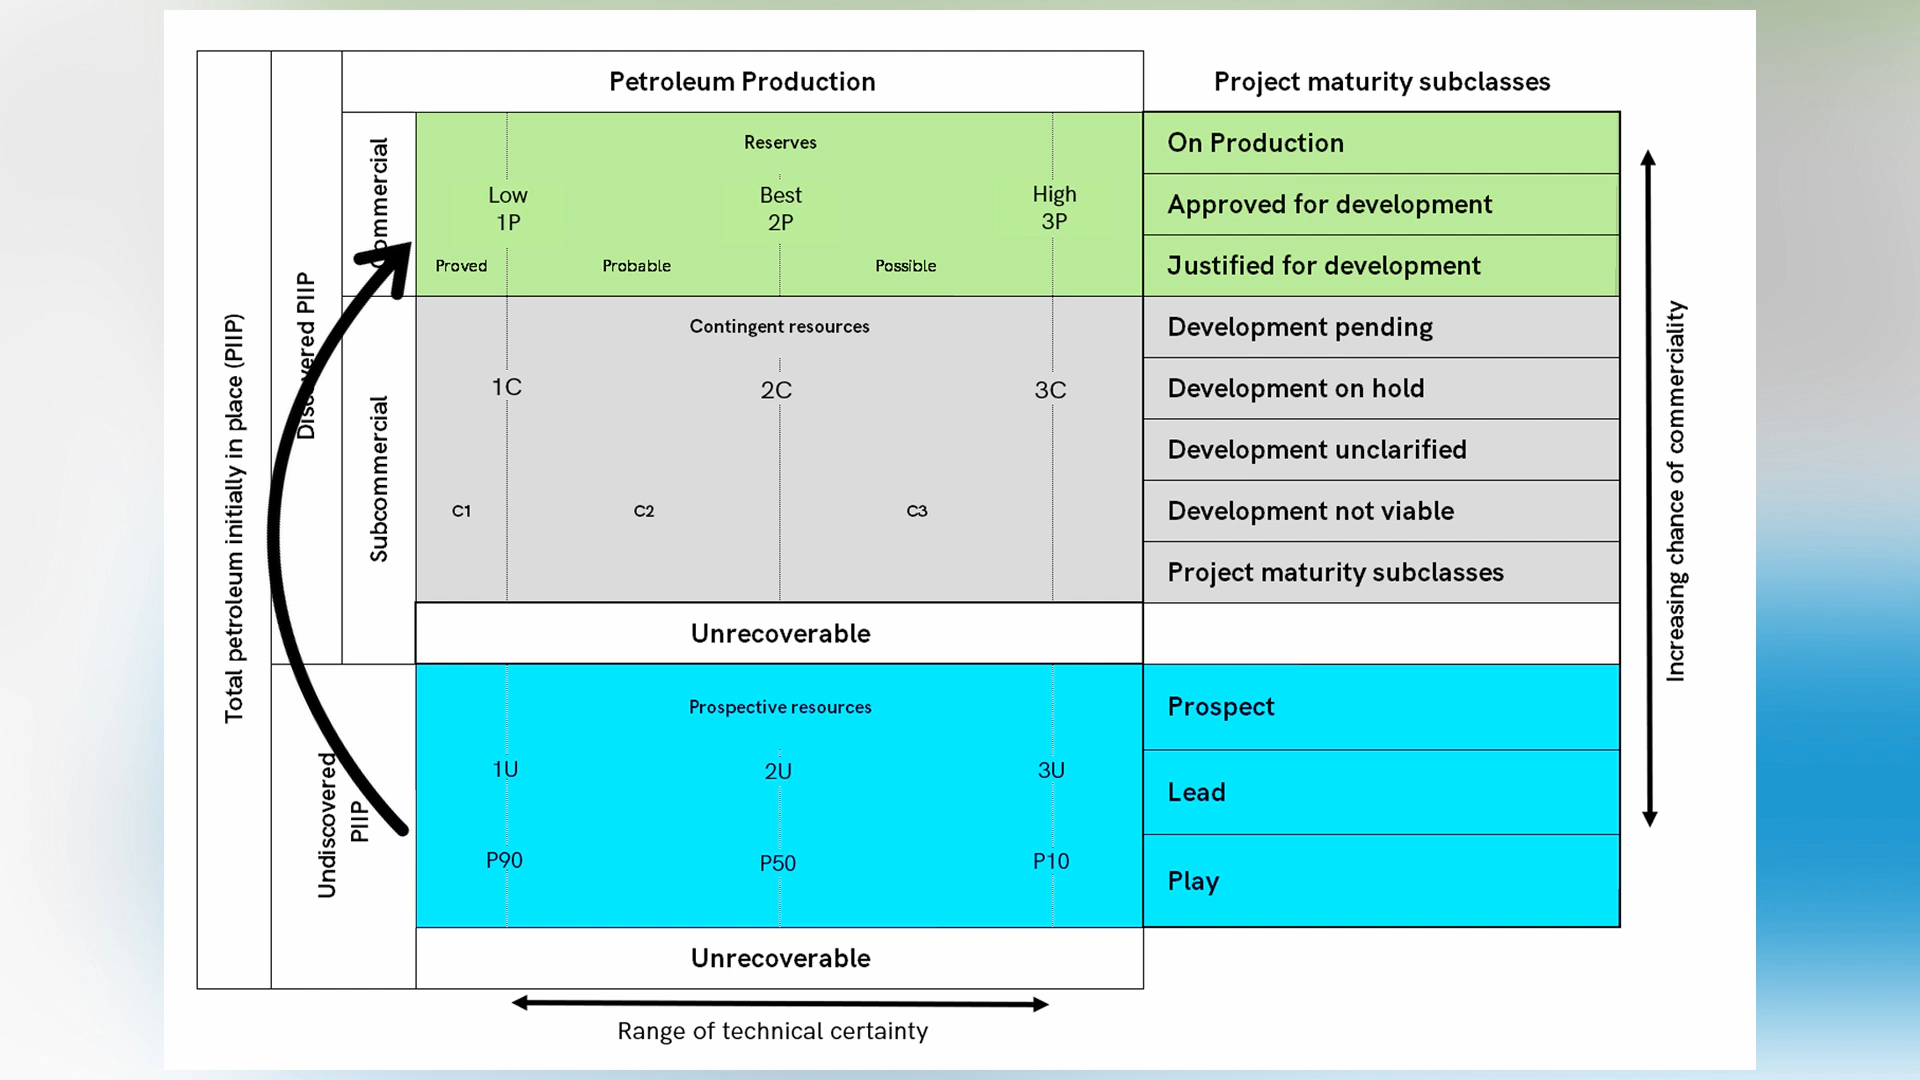 Petroleum Production
Project maturity subclasses
Total petroleum initially in place (PIIP)
Discovered PIIP
Commercial
Reserves
Low
1P
Best
2P
High
3P
Proved
Probable
Possible
On Production
Approved for development
Justified for development
Subcommercial
Contingent resources
1C
2C
3C
C1
C2
C3
Development pending
Development on hold
Development unclarified
Development not viable
Project maturity subclasses
Unrecoverable
Undiscovered
PIIP
Prospective resources
1U
2U
3U
P90
P50
P10
Prospect
Lead
Play
Unrecoverable
Increasing chance of commerciality
Range of technical certainty